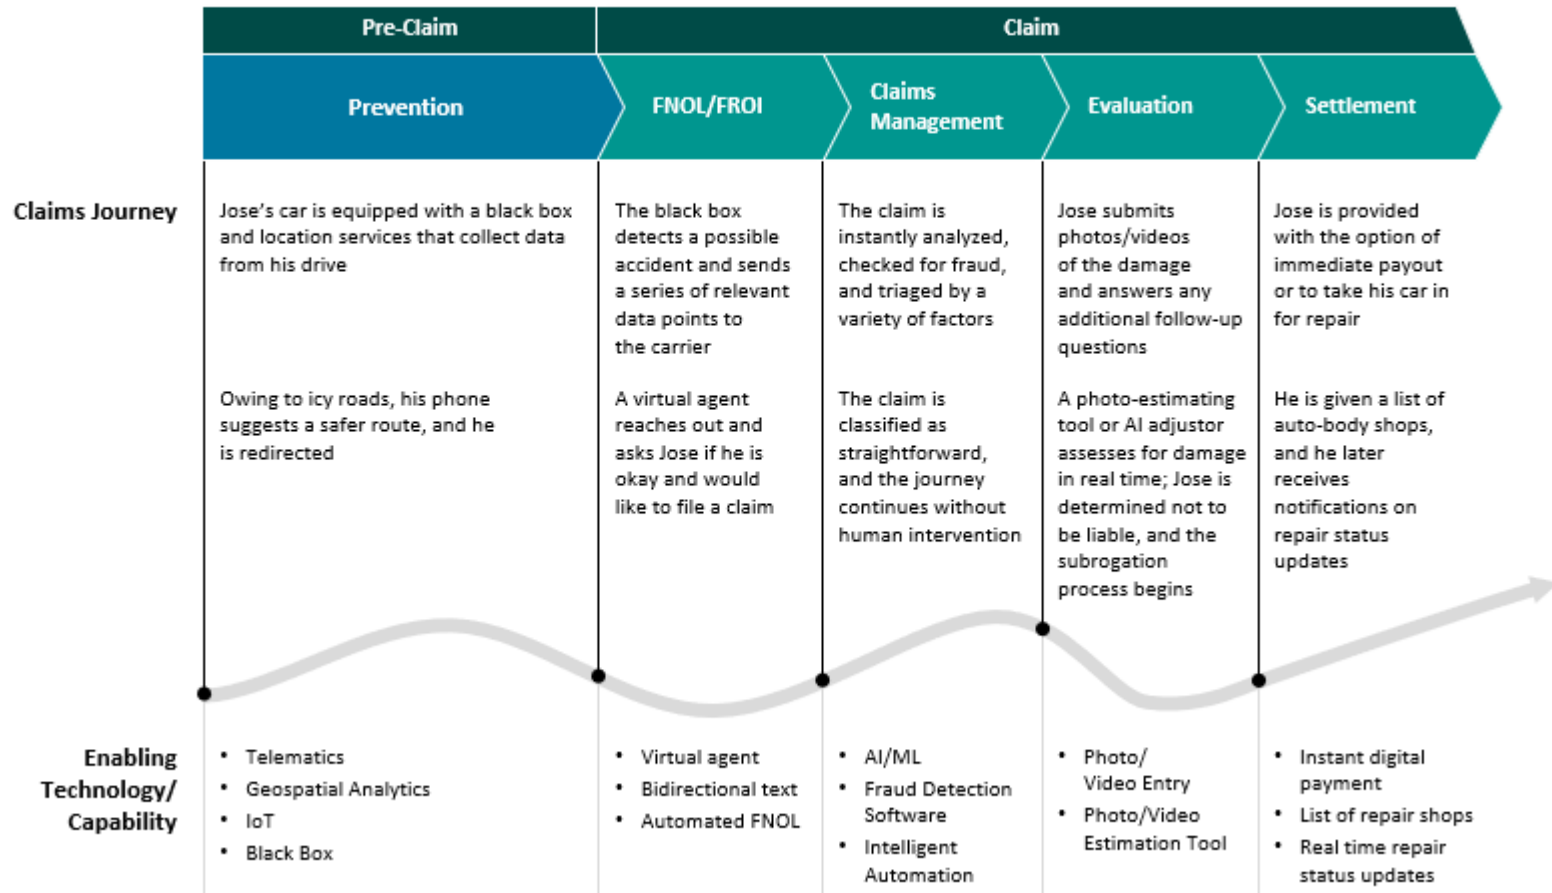 Pre-Claim
Claim
Prevention
FNOL/FROI
Claims
Management
Evaluation
Settlement
Claims Journey
Jose's car is equipped with a black box
and location services that collect data
from his drive
Owing to icy roads, his phone
suggests a safer route, and he
is redirected
The black box
detects a possible
accident and sends
a series of relevant
data points to
the carrier
A virtual agent
reaches out and
asks Jose if he is
okay and would
like to file a claim
The claim is
instantly analyzed,
checked for fraud,
and triaged by a
variety of factors
The claim is
classified as
straightforward,
and the journey
continues without
human intervention
Jose submits
photos/videos
of the damage
and answers any
additional follow-up
questions
A photo-estimating
tool or AI adjustor
assesses for damage
in real time; Jose is
determined not to
be liable, and the
subrogation
process begins
Jose is provided
with the option of
immediate payout
or to take his car in
for repair
He is given a list of
auto-body shops,
and he later
receives
notifications on
repair status
updates
Enabling
Technology/
Capability
• Telematics
• Geospatial Analytics
• IoT
• Black Box
• Virtual agent
• Bidirectional text
• Automated FNOL
• AI/ML
• Fraud Detection
Software
• Intelligent
Automation
• Photo/
Video Entry
• Photo/Video
Estimation Tool
• Instant digital
payment
• List of repair shops
• Real time repair
status updates